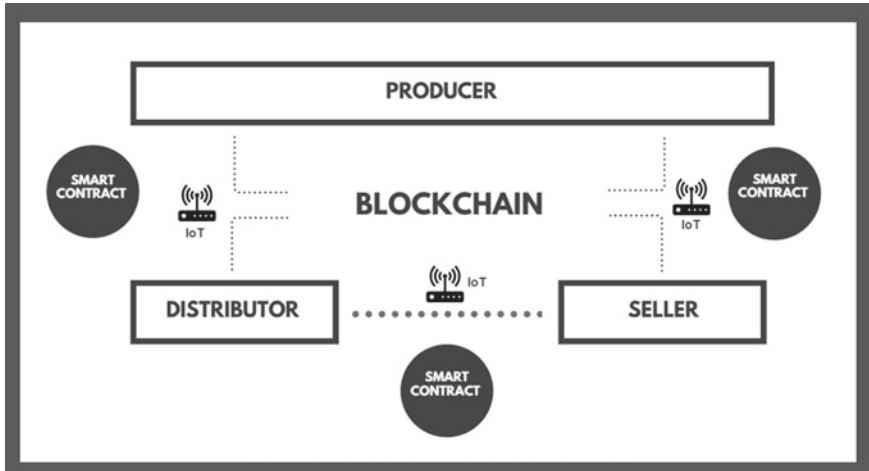 PRODUCER
SMART
CONTRACT
IoT
BLOCKCHAIN
IoT
SMART
CONTRACT
DISTRIBUTOR
IoT
SELLER
SMART
CONTRACT